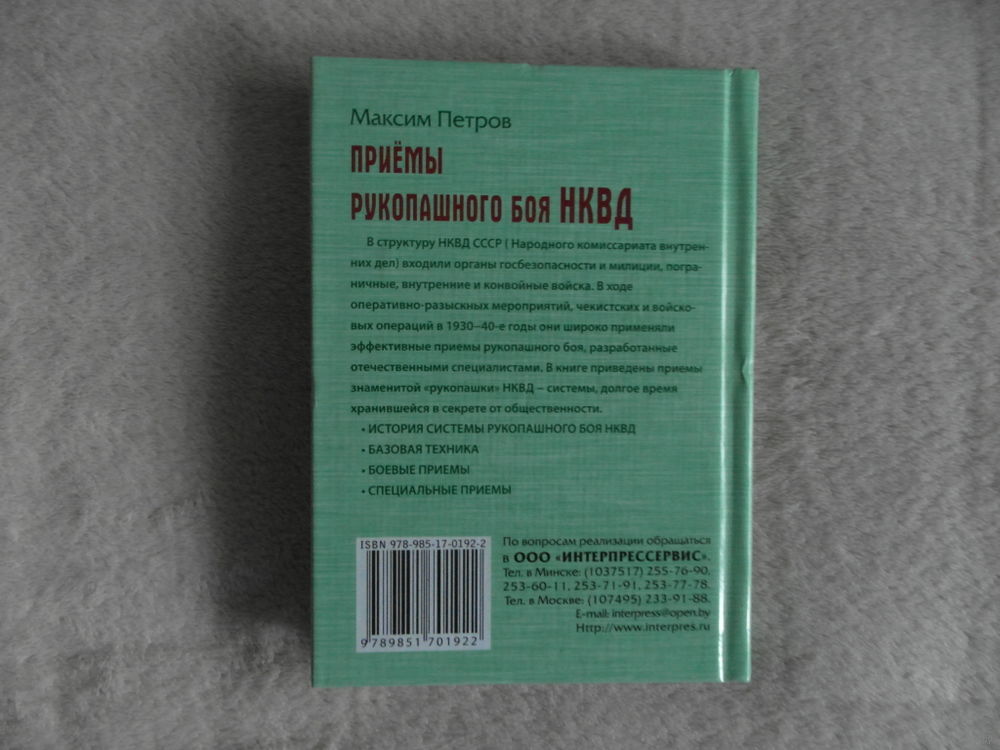 Максим Петров
ПРИЁМЫ
РУКОПАШНОГО БОЯ НКВД
В структуру НКВД СССР ( Народного комиссариата внутрен-
них дел) входили органы госбезопасности и милиции, погра-
ничные, внутренние и конвойные войска. В ходе
оперативно-разыскных мероприятий, чекистских и войско-
вых операций в 1930–40-е годы они широко применяли
эффективные приемы рукопашного боя, разработанные
отечественными специалистами. В книге приведены приемы
знаменитой «рукопашки» НКВД – системы, долгое время
хранившейся в секрете от общественности.
• ИСТОРИЯ СИСТЕМЫ РУКОПАШНОГО БОЯ НКВД
• БАЗОВАЯ ТЕХНИКА
• БОЕВЫЕ ПРИЕМЫ
• СПЕЦИАЛЬНЫЕ ПРИЕМЫ
ISBN 978-985-17-0192-2
9789851701922
По вопросам реализации обращаться
в ООО «ИНТЕРПРЕССЕРВИС».
Тел. в Минске: (1037517) 255-76-90,
253-60-11, 253-71-91, 253-77-78.
Тел. в Москве: (107495) 233-91-88.
E-mail: interpress@open.by
Http://www.interpres.ru